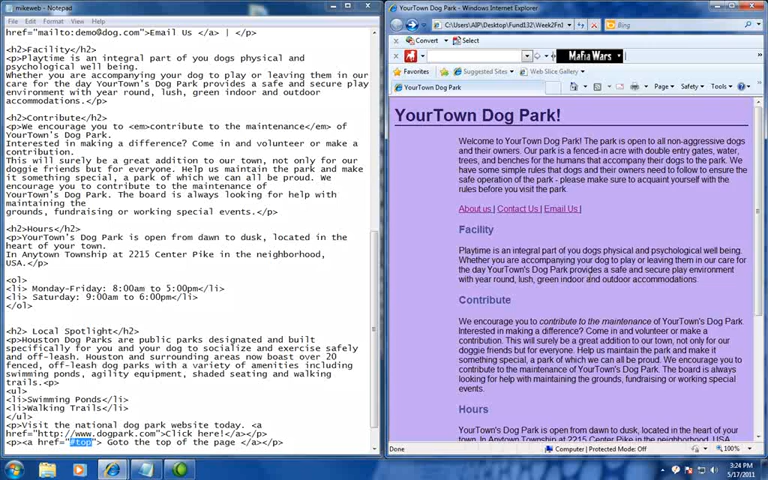 mikeweb
File Edit Format View Help
href="mailto:demo@dog.com">Email Us </a> | </p>
<h2>Facility</h2>
<p>Playtime is an integral part of you dogs physical and
psychological well being.
Whether you are accompanying your dog to play or leaving them in our
care for the day YourTown's Dog Park provides a safe and secure play
environment with year round, lush, green indoor and outdoor
accommodations.</p>
<h2>Contribute</h2>
<p>We encourage you to <em>contribute to the maintenance</em> of
YourTown's Dog Park.
Interested in making a difference? Come in and volunteer or make a
contribution.
This will surely be a great addition to our town, not only for our
doggie friends but for everyone. Help us maintain the park and make
it something special, a park of which we can all be proud. We
encourage you to contribute to the maintenance of
YourTown's Dog Park. The board is always looking for help with
maintaining the
grounds, fundraising or working special events.</p>
<h2>Hours</h2>
<p>YourTown's Dog Park is open from dawn to dusk, located in the
heart of your town.
In Anytown Township at 2215 Center Pike in the neighborhood,
USA.</p>
<ol>
<li> Monday-Friday: 8:00am to 5:00pm</li>
<li> Saturday: 9:00am to 6:00pm</li>
</ol>
<h2> Local Spotlight</h2>
<p>Houston Dog Parks are public parks designated and built
specifically for you and your dog to socialize and exercise safely
and off-leash. Houston and surrounding areas now boast over 20
fenced, off-leash dog parks with a variety of amenities including
swimming ponds, agility equipment, shaded seating and walking
trails.<p>
<ul>
<li>Swimming Ponds</li>
<li>Walking Trails</li>
</ul>
<p>Visit the national dog park website today. <a
href="http://www.dogpark.com">Click here!</a></p>
<p><a href="#top"> Goto the top of the page </a></p>
YourTown Dog Park - Windows Internet Explorer
C:\Users\AIP\Desktop\Fund132\Week2Fn1
Bing
Convert Select
Mafia Wars
Favorites Suggested Sites Web Slice Gallery
YourTown Dog Park Page Safety Tools
YourTown Dog Park!
Welcome to YourTown Dog Park! The park is open to all non-aggressive dogs
and their owners. Our park is a fenced-in acre with double entry gates, water,
trees, and benches for the humans that accompany their dogs to the park. We
have some simple rules that dogs and their owners need to follow to ensure the
safe operation of the park - please make sure to acquaint yourself with the
rules before you visit the park.
About us | Contact Us | Email Us |
Facility
Playtime is an integral part of you dogs physical and psychological well being.
Whether you are accompanying your dog to play or leaving them in our care for
the day YourTown's Dog Park provides a safe and secure play environment
with year round, lush, green indoor and outdoor accommodations.
Contribute
We encourage you to contribute to the maintenance of YourTown's Dog Park.
Interested in making a difference? Come in and volunteer or make a
contribution. This will surely be a great addition to our town, not only for our
doggie friends but for everyone. Help us maintain the park and make it
something special, a park of which we can all be proud. We encourage you to
contribute to the maintenance of YourTown's Dog Park. The board is always
looking for help with maintaining the grounds, fundraising or working special
events.
Hours
YourTown's Dog Park is open from dawn to dusk, located in the heart of your
town. In Anytown Township at 2215 Center Pike in the neighborhood, USA.
Done Computer | Protected Mode: Off
3:24 PM
5/17/2011